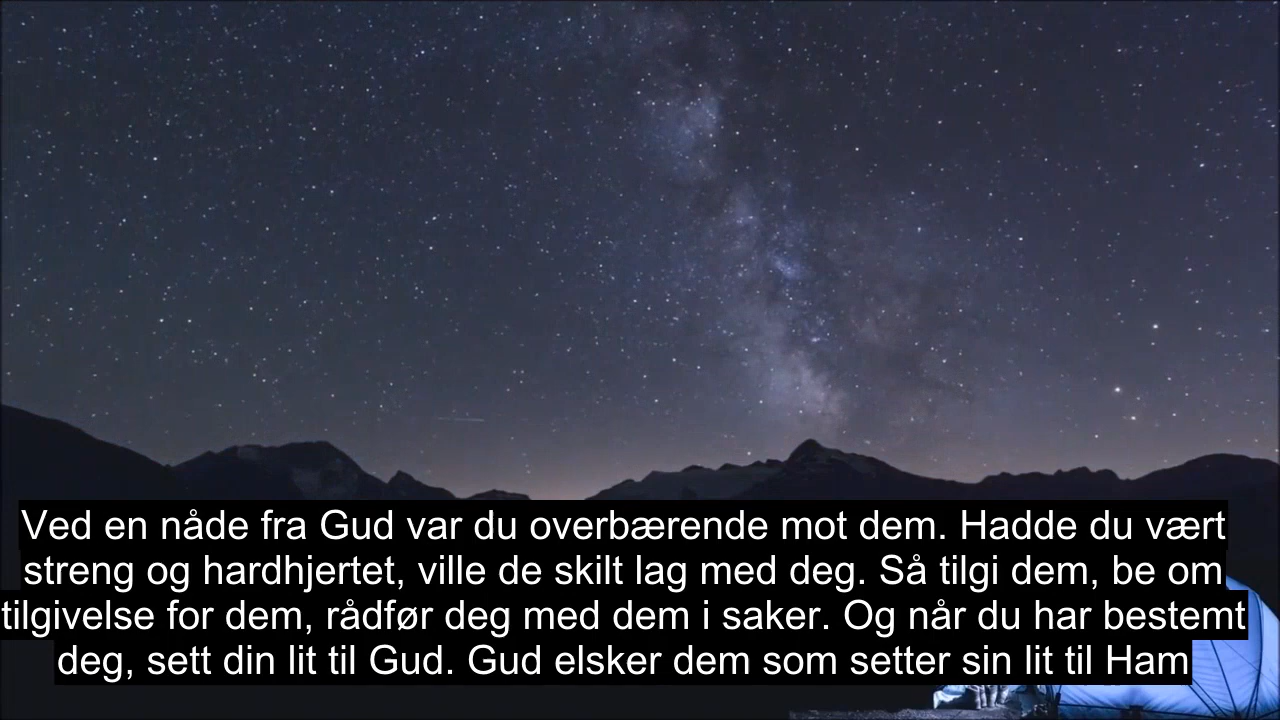 Ved en nåde fra Gud var du overbærende mot dem. Hadde du vært
streng og hardhjertet, ville de skilt lag med deg. Så tilgi dem, be om
tilgivelse for dem, rådfør deg med dem i saker. Og når du har bestemt
deg, sett din lit til Gud. Gud elsker dem som setter sin lit til Ham